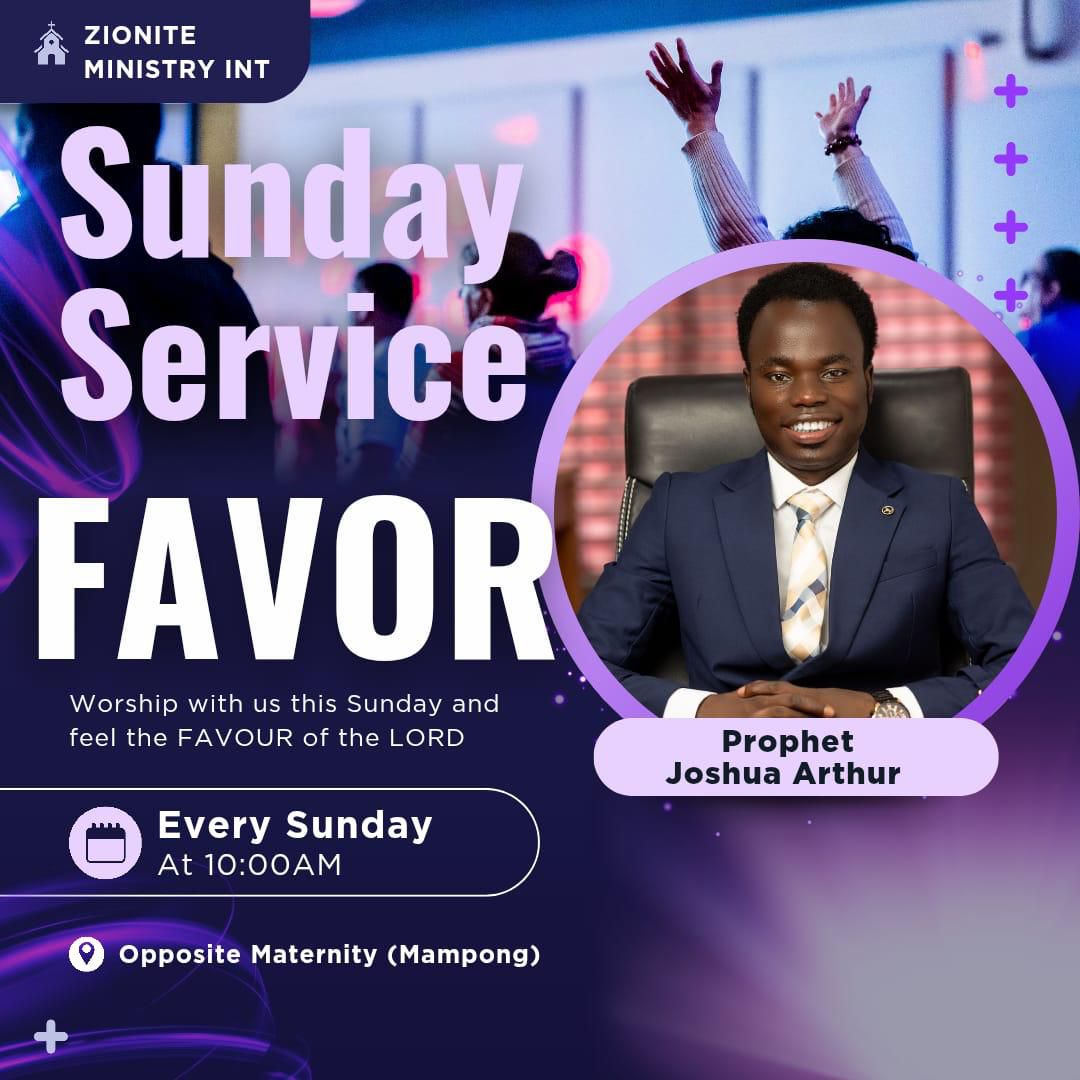 ZIONITE
MINISTRY INT
Sunday
Service
FAVOR
Worship with us this Sunday and
feel the FAVOUR of the LORD
Every Sunday
At 10:00AM
Opposite Maternity (Mampong)
Prophet
Joshua Arthur